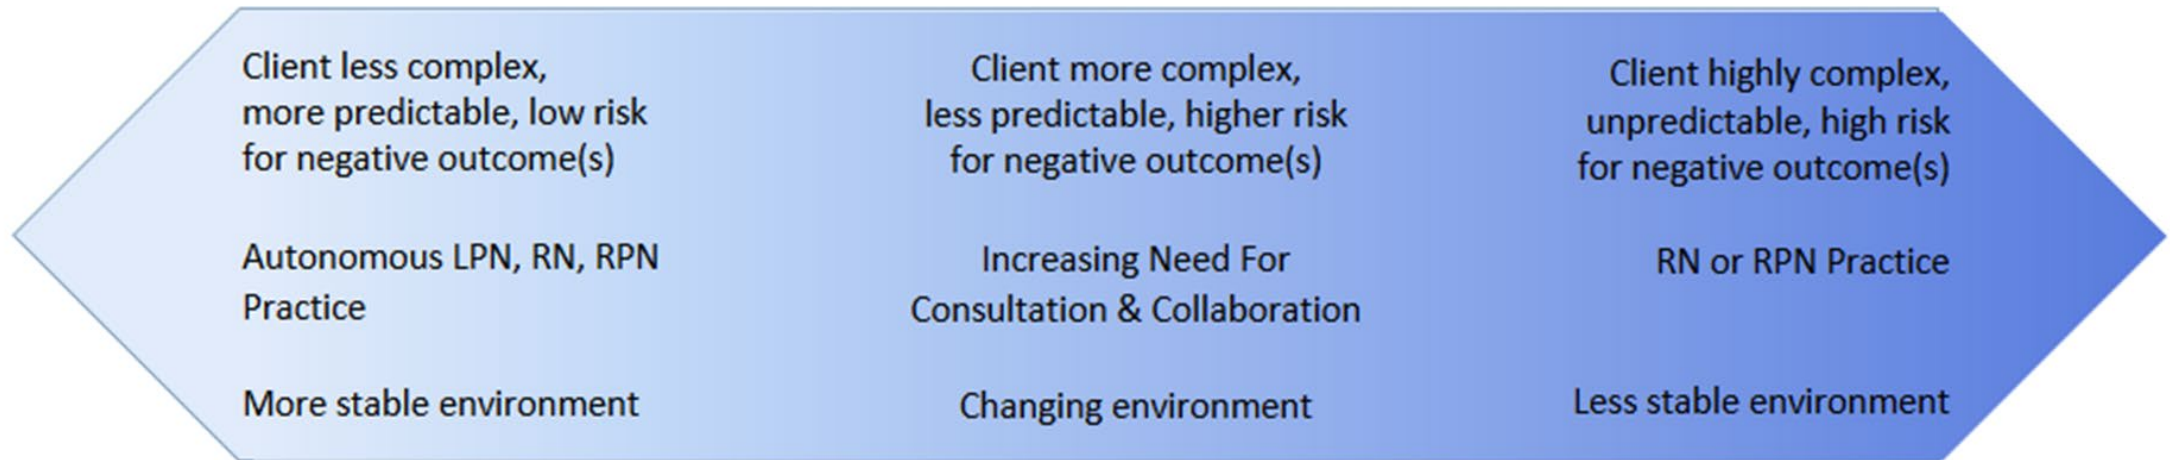 Client less complex,
more predictable, low risk
for negative outcome(s)
Autonomous LPN, RN, RPN
Practice
More stable environment
Client more complex,
less predictable, higher risk
for negative outcome(s)
Increasing Need For
Consultation & Collaboration
Changing environment
Client highly complex,
unpredictable, high risk
for negative outcome(s)
RN or RPN Practice
Less stable environment